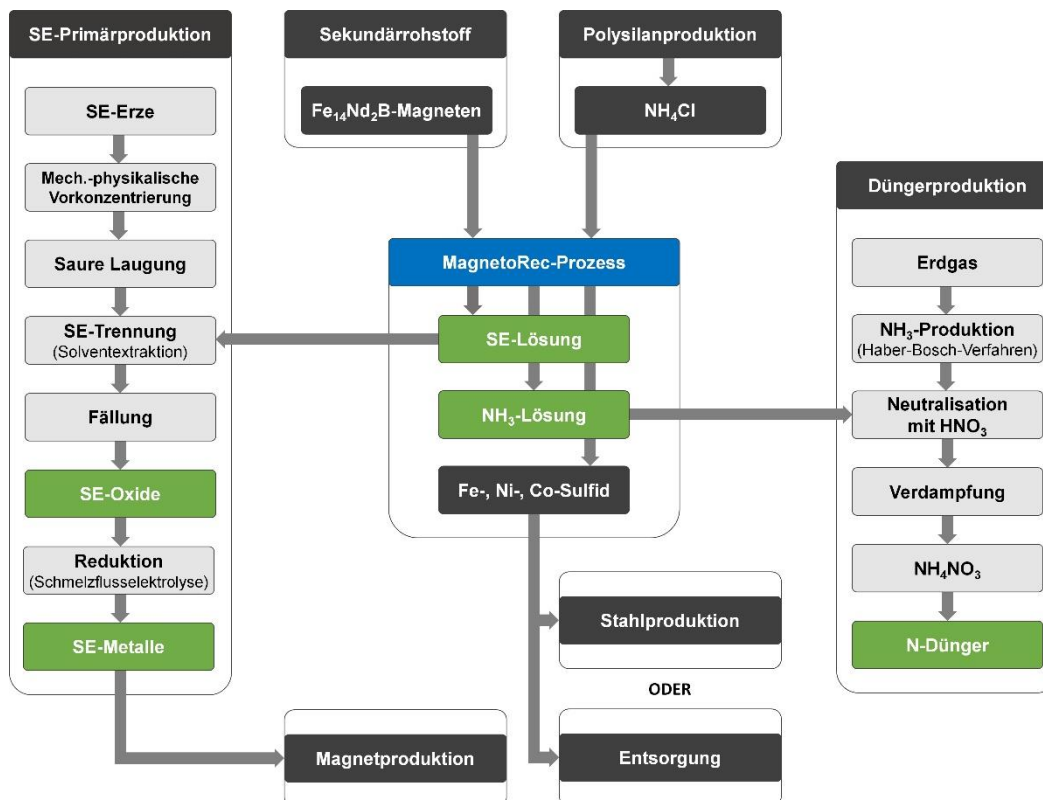 SE-Primärproduktion
SE-Erze
Mech.-physikalische
Vorkonzentrierung
Saure Laugung
SE-Trennung
(Solventextraktion)
Fällung
SE-Oxide
Reduktion
(Schmelzflusselektrolyse)
SE-Metalle
Sekundärrohstoff
Fe₁₄Nd₂B-Magneten
Polysilanproduktion
NH₄Cl
MagnetoRec-Prozess
SE-Lösung
NH₃-Lösung
Fe-, Ni-, Co-Sulfid
Stahlproduktion
ODER
Entsorgung
Magnetproduktion
Düngerproduktion
Erdgas
NH₃-Produktion
(Haber-Bosch-Verfahren)
Neutralisation
mit HNO₃
Verdampfung
NH₄NO₃
N-Dünger